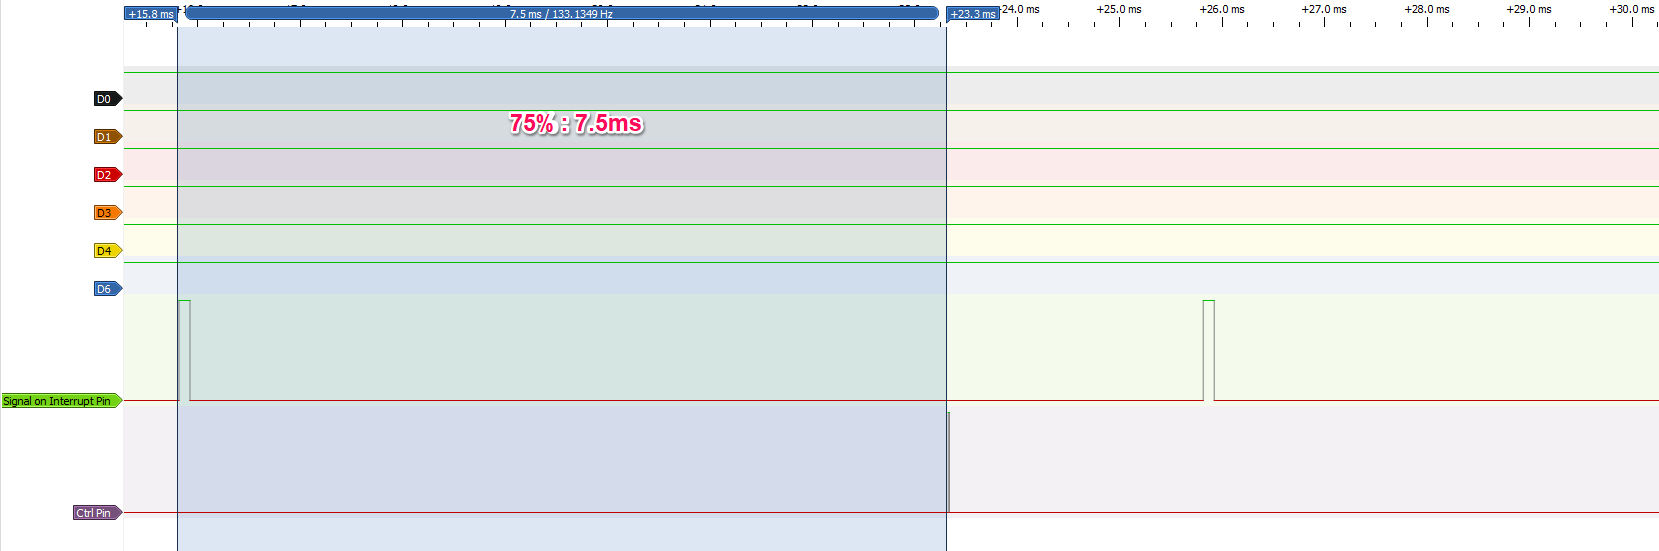 +15.8 ms 7.5 ms / 133.1349 Hz +23.3 ms +24.0 ms +25.0 ms +26.0 ms +27.0 ms +28.0 ms +29.0 ms +30.0 ms
D0
75% : 7.5ms
D1
D2
D3
D4
D6
Signal on Interrupt Pin
Ctrl Pin